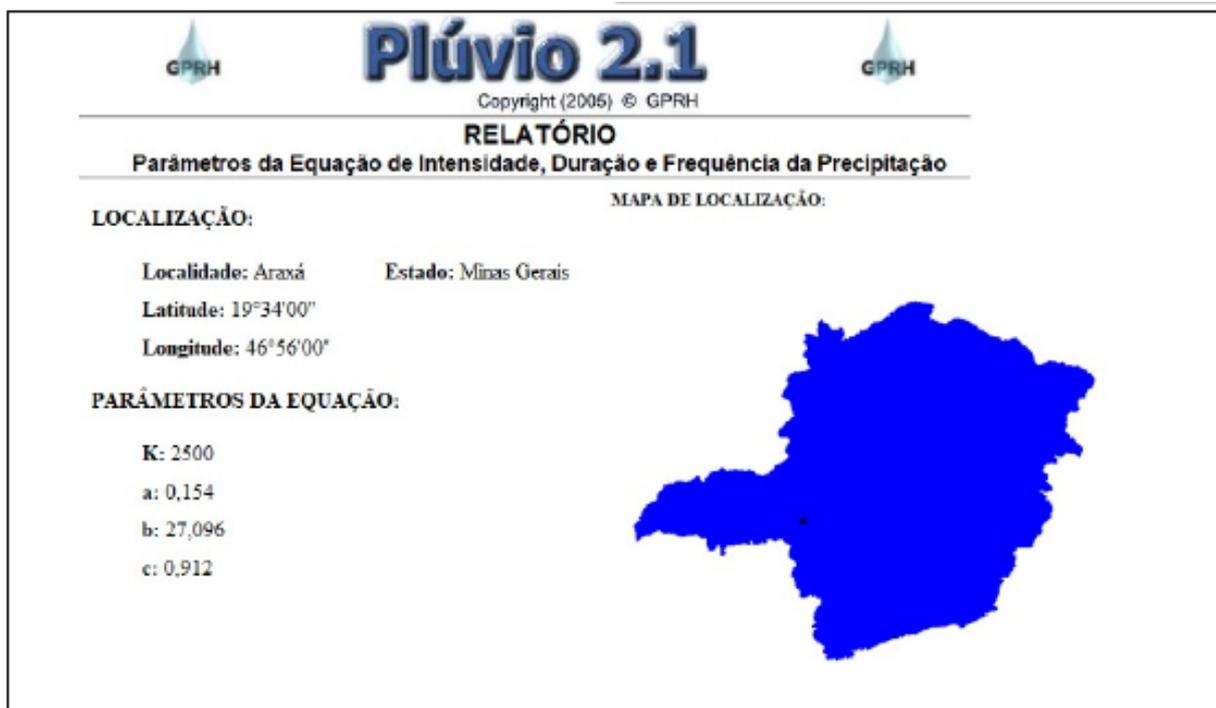 GPRH
Plúvio 2.1
GPRH
Copyright (2005) © GPRH
RELATÓRIO
Parâmetros da Equação de Intensidade, Duração e Frequência da Precipitação
MAPA DE LOCALIZAÇÃO:
LOCALIZAÇÃO:
Localidade: Araxá Estado: Minas Gerais
Latitude: 19°34'00"
Longitude: 46°56'00"
PARÂMETROS DA EQUAÇÃO:
K: 2500
a: 0,154
b: 27,096
c: 0,912